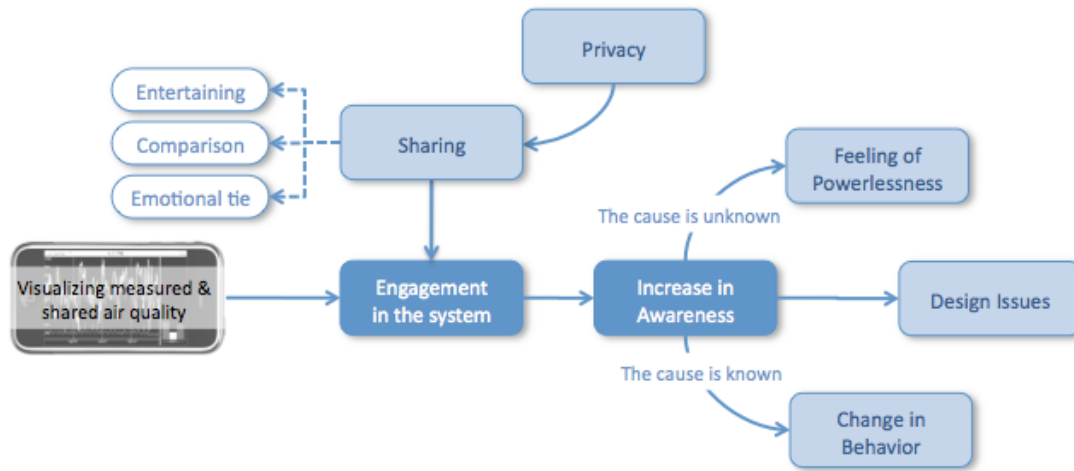 Privacy
Entertaining
Comparison
Emotional tie
Sharing
Feeling of
Powerlessness
The cause is unknown
Visualizing measured &
shared air quality
Engagement
in the system
Increase in
Awareness
Design Issues
The cause is known
Change in
Behavior